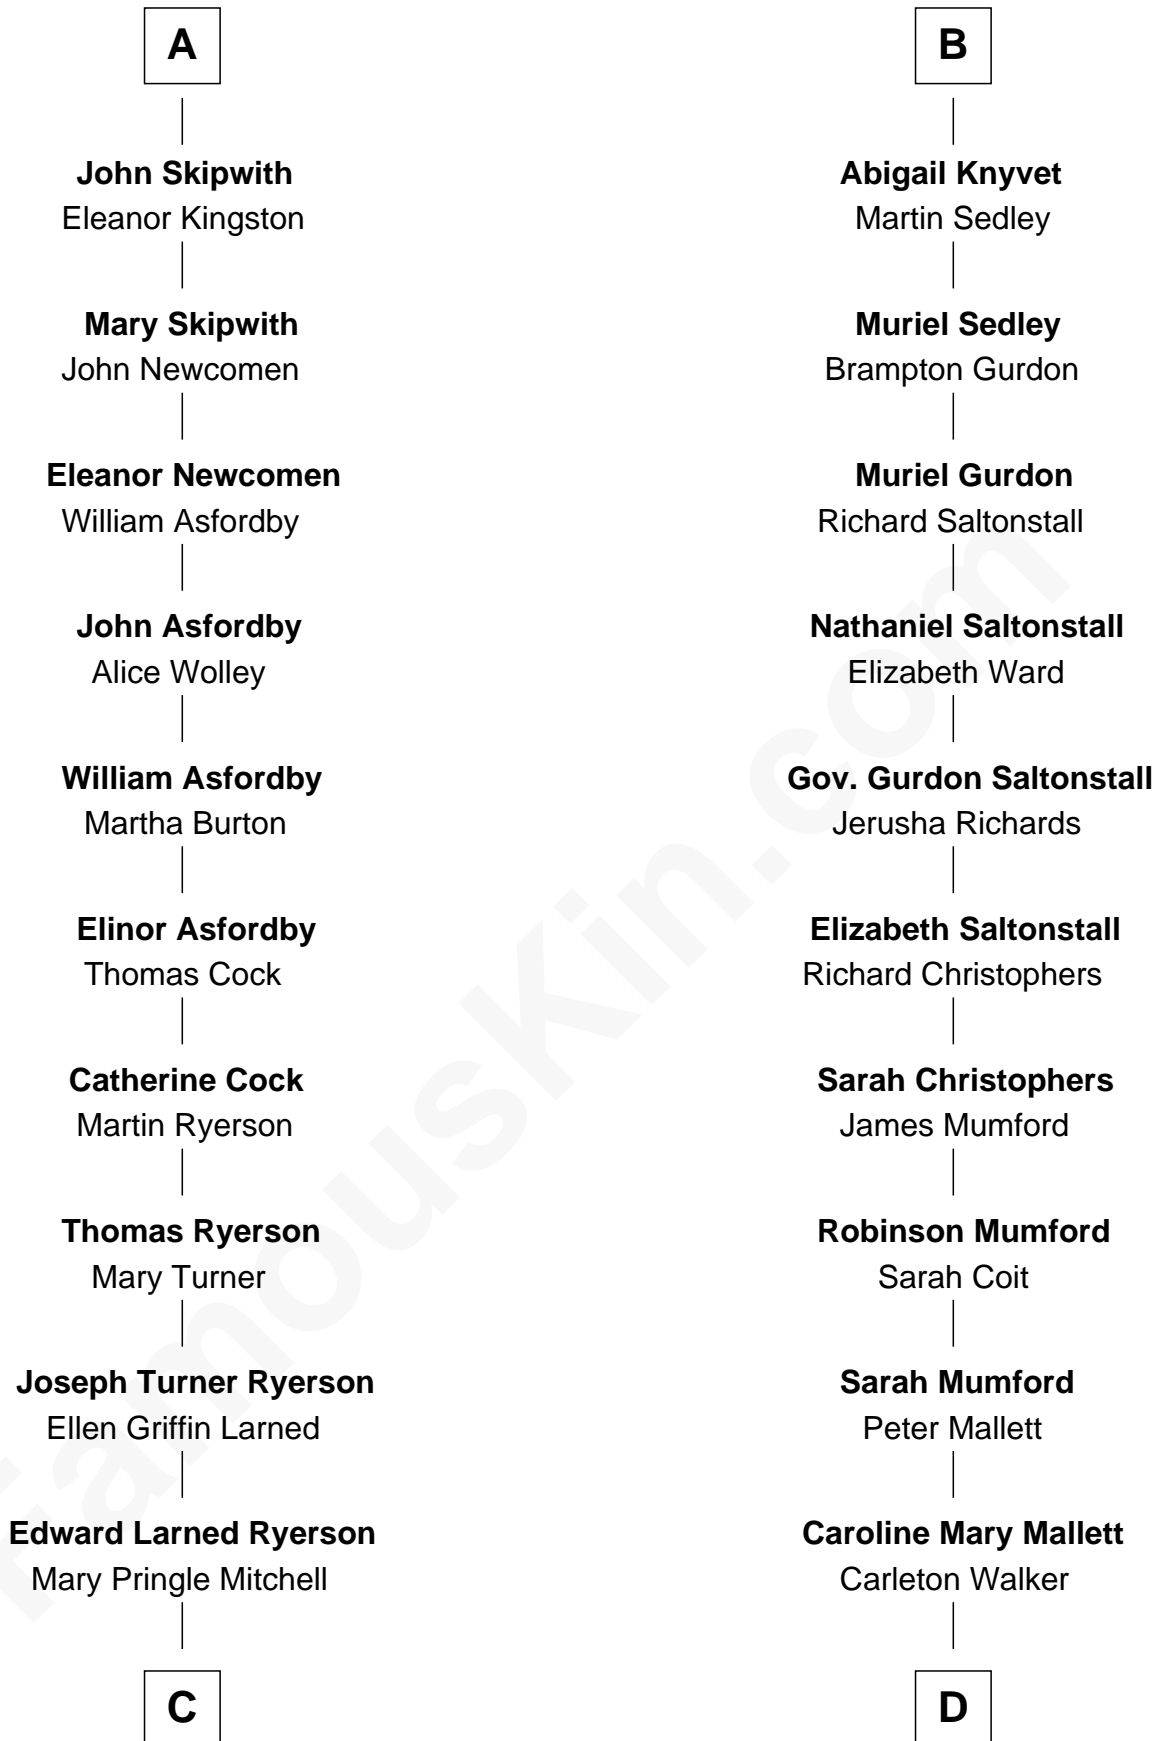 A
John Skipwith
Eleanor Kingston
Mary Skipwith
John Newcomen
Eleanor Newcomen
William Asfordby
John Asfordby
Alice Wolley
William Asfordby
Martha Burton
Elinor Asfordby
Thomas Cock
Catherine Cock
Martin Ryerson
Thomas Ryerson
Mary Turner
Joseph Turner Ryerson
Ellen Griffin Larned
Edward Larned Ryerson
Mary Pringle Mitchell
C
B
Abigail Knyvet
Martin Sedley
Muriel Sedley
Brampton Gurdon
Muriel Gurdon
Richard Saltonstall
Nathaniel Saltonstall
Elizabeth Ward
Gov. Gurdon Saltonstall
Jerusha Richards
Elizabeth Saltonstall
Richard Christophers
Sarah Christophers
James Mumford
Robinson Mumford
Sarah Coit
Sarah Mumford
Peter Mallett
Caroline Mary Mallett
Carleton Walker
D
FamousKin.com